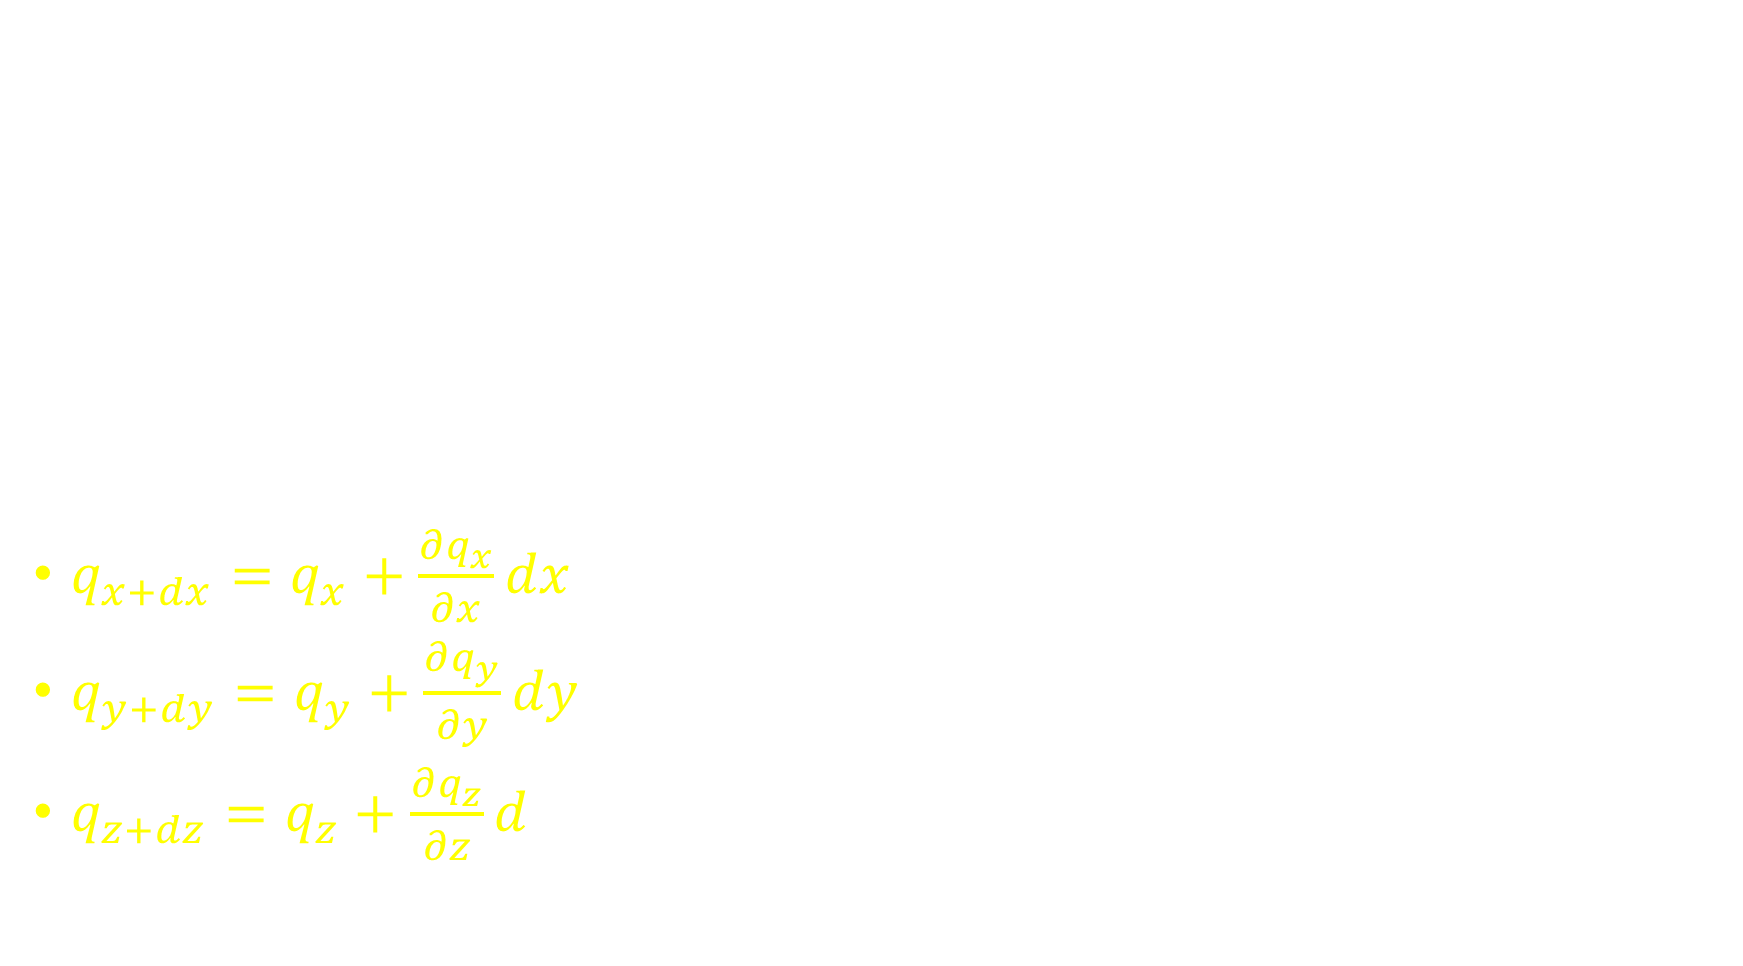 • $q_{x+dx} = q_x + \frac{\partial q_x}{\partial x} dx$
• $q_{y+dy} = q_y + \frac{\partial q_y}{\partial y} dy$
• $q_{z+dz} = q_z + \frac{\partial q_z}{\partial z} d$